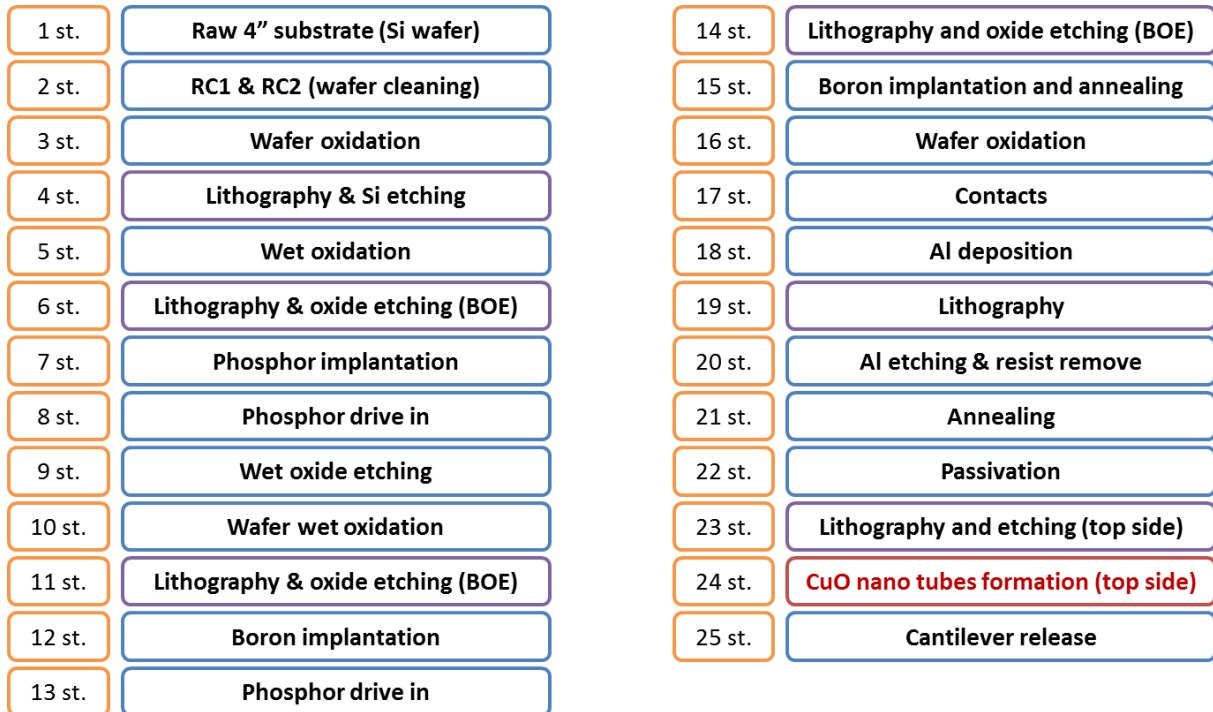 1 st. Raw 4” substrate (Si wafer)
2 st. RC1 & RC2 (wafer cleaning)
3 st. Wafer oxidation
4 st. Lithography & Si etching
5 st. Wet oxidation
6 st. Lithography & oxide etching (BOE)
7 st. Phosphor implantation
8 st. Phosphor drive in
9 st. Wet oxide etching
10 st. Wafer wet oxidation
11 st. Lithography & oxide etching (BOE)
12 st. Boron implantation
13 st. Phosphor drive in
14 st. Lithography and oxide etching (BOE)
15 st. Boron implantation and annealing
16 st. Wafer oxidation
17 st. Contacts
18 st. Al deposition
19 st. Lithography
20 st. Al etching & resist remove
21 st. Annealing
22 st. Passivation
23 st. Lithography and etching (top side)
24 st. CuO nano tubes formation (top side)
25 st. Cantilever release